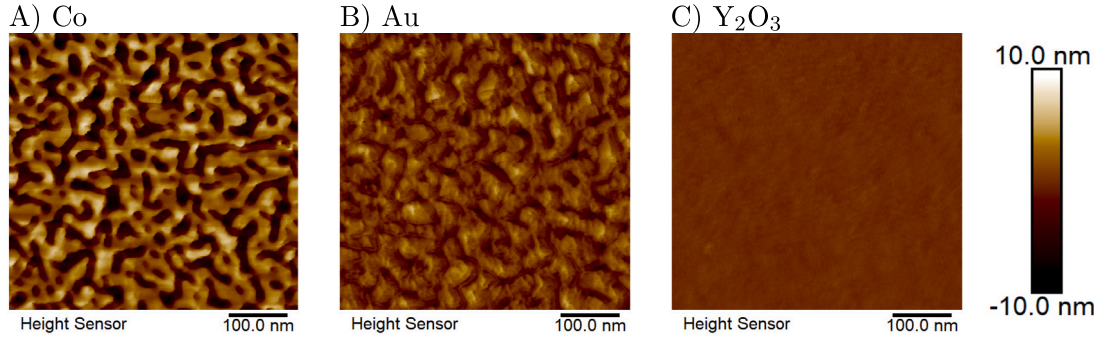 A) Co
B) Au
C) Y₂O₃
10.0 nm
-10.0 nm
Height Sensor
100.0 nm
Height Sensor
100.0 nm
Height Sensor
100.0 nm